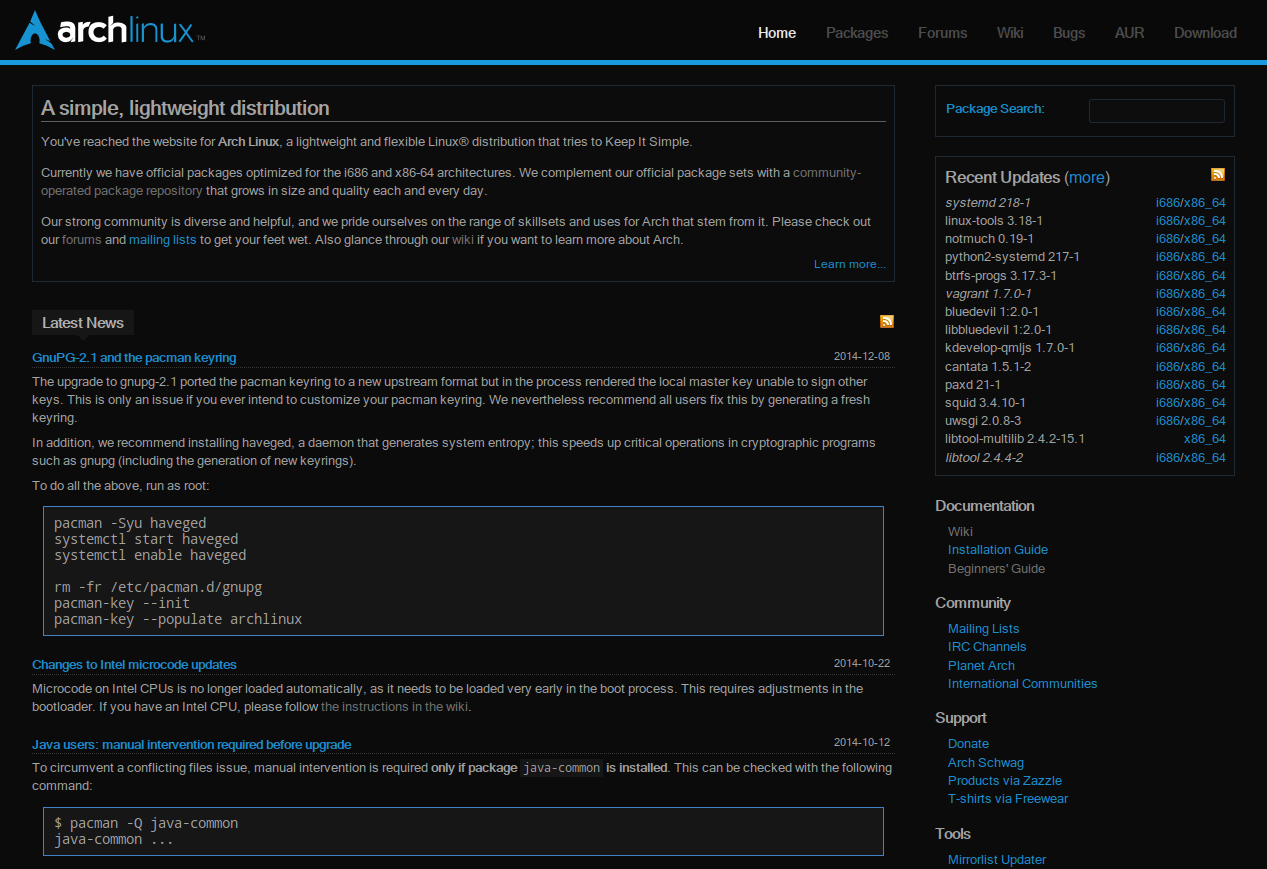 archlinux™
Home Packages Forums Wiki Bugs AUR Download
A simple, lightweight distribution
You've reached the website for Arch Linux, a lightweight and flexible Linux® distribution that tries to Keep It Simple.
Currently we have official packages optimized for the i686 and x86-64 architectures. We complement our official package sets with a community-
operated package repository that grows in size and quality each and every day.
Our strong community is diverse and helpful, and we pride ourselves on the range of skillsets and uses for Arch that stem from it. Please check out
our forums and mailing lists to get your feet wet. Also glance through our wiki if you want to learn more about Arch.
Learn more...
Latest News
GnuPG-2.1 and the pacman keyring 2014-12-08
The upgrade to gnupg-2.1 ported the pacman keyring to a new upstream format but in the process rendered the local master key unable to sign other
keys. This is only an issue if you ever intend to customize your pacman keyring. We nevertheless recommend all users fix this by generating a fresh
keyring.
In addition, we recommend installing haveged, a daemon that generates system entropy; this speeds up critical operations in cryptographic programs
such as gnupg (including the generation of new keyrings).
To do all the above, run as root:
pacman -Syu haveged
systemctl start haveged
systemctl enable haveged
rm -fr /etc/pacman.d/gnupg
pacman-key --init
pacman-key --populate archlinux
Changes to Intel microcode updates 2014-10-22
Microcode on Intel CPUs is no longer loaded automatically, as it needs to be loaded very early in the boot process. This requires adjustments in the
bootloader. If you have an Intel CPU, please follow the instructions in the wiki.
Java users: manual intervention required before upgrade 2014-10-12
To circumvent a conflicting files issue, manual intervention is required only if package java-common is installed. This can be checked with the following
command:
$ pacman -Q java-common
java-common ...
Package Search:
Recent Updates (more)
systemd 218-1 i686/x86_64
linux-tools 3.18-1 i686/x86_64
notmuch 0.19-1 i686/x86_64
python2-systemd 217-1 i686/x86_64
btrfs-progs 3.17.3-1 i686/x86_64
vagrant 1.7.0-1 i686/x86_64
bluedevil 1:2.0-1 i686/x86_64
libbluedevil 1:2.0-1 i686/x86_64
kdevelop-qmljs 1.7.0-1 i686/x86_64
cantata 1.5.1-2 i686/x86_64
paxd 21-1 i686/x86_64
squid 3.4.10-1 i686/x86_64
uwsgi 2.0.8-3 i686/x86_64
libtool-multilib 2.4.2-15.1 x86_64
libtool 2.4.4-2 i686/x86_64
Documentation
Wiki
Installation Guide
Beginners' Guide
Community
Mailing Lists
IRC Channels
Planet Arch
International Communities
Support
Donate
Arch Schwag
Products via Zazzle
T-shirts via Freewear
Tools
Mirrorlist Updater